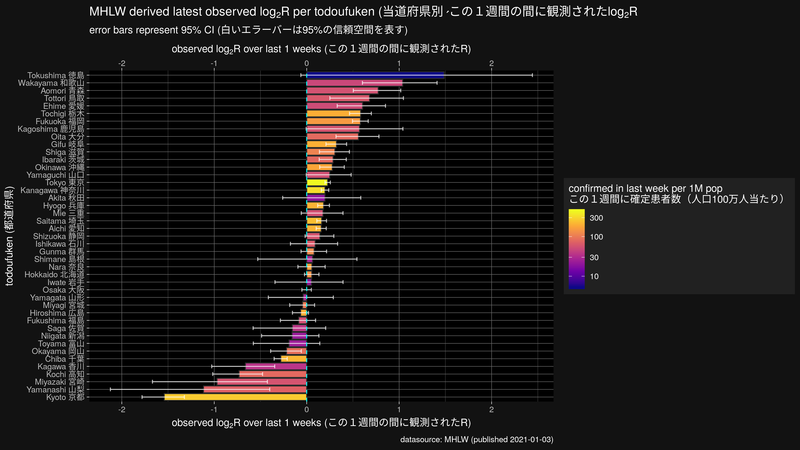 MHLW derived latest observed log₂R per todoufuken (当道府県別 -この１週間の間に観測されたlog₂R
error bars represent 95% CI (白いエラーバーは95%の信頼空間を表す)
observed log₂R over last 1 weeks (この１週間の間に観測されたR)
-2 -1 0 1 2
todoufuken (都道府県)
Tokushima 徳島
Wakayama 和歌山
Aomori 青森
Tottori 鳥取
Ehime 愛媛
Tochigi 栃木
Fukuoka 福岡
Kagoshima 鹿児島
Oita 大分
Gifu 岐阜
Shiga 滋賀
Ibaraki 茨城
Okinawa 沖縄
Yamaguchi 山口
Tokyo 東京
Kanagawa 神奈川
Akita 秋田
Hyogo 兵庫
Mie 三重
Saitama 埼玉
Aichi 愛知
Shizuoka 静岡
Ishikawa 石川
Gunma 群馬
Shimane 島根
Nara 奈良
Hokkaido 北海道
Iwate 岩手
Osaka 大阪
Yamagata 山形
Miyagi 宮城
Hiroshima 広島
Fukushima 福島
Saga 佐賀
Niigata 新潟
Toyama 富山
Okayama 岡山
Chiba 千葉
Kagawa 香川
Kochi 高知
Miyazaki 宮崎
Yamanashi 山梨
Kyoto 京都
-2 -1 0 1 2
observed log₂R over last 1 weeks (この１週間の間に観測されたR)
confirmed in last week per 1M pop
この１週間に確定患者数（人口100万人当たり）
300
100
30
10
datasource: MHLW (published 2021-01-03)